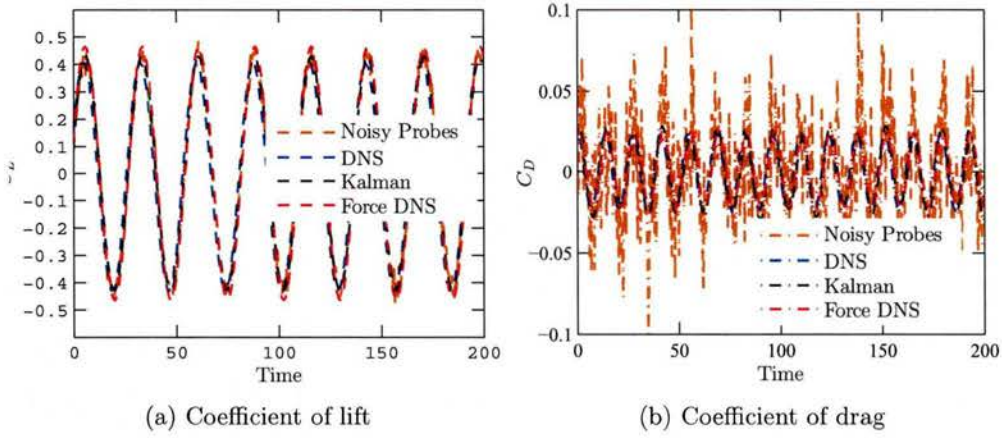 0.5
0.4
0.3
0.2
0.1
0
-0.1
-0.2
-0.3
-0.4
-0.5
0
50
100
150
200
Time
Noisy Probes
DNS
Kalman
Force DNS
(a) Coefficient of lift
0.1
0.05
0
−0.05
−0.1
C_D
0
50
100
150
200
Time
Noisy Probes
DNS
Kalman
Force DNS
(b) Coefficient of drag